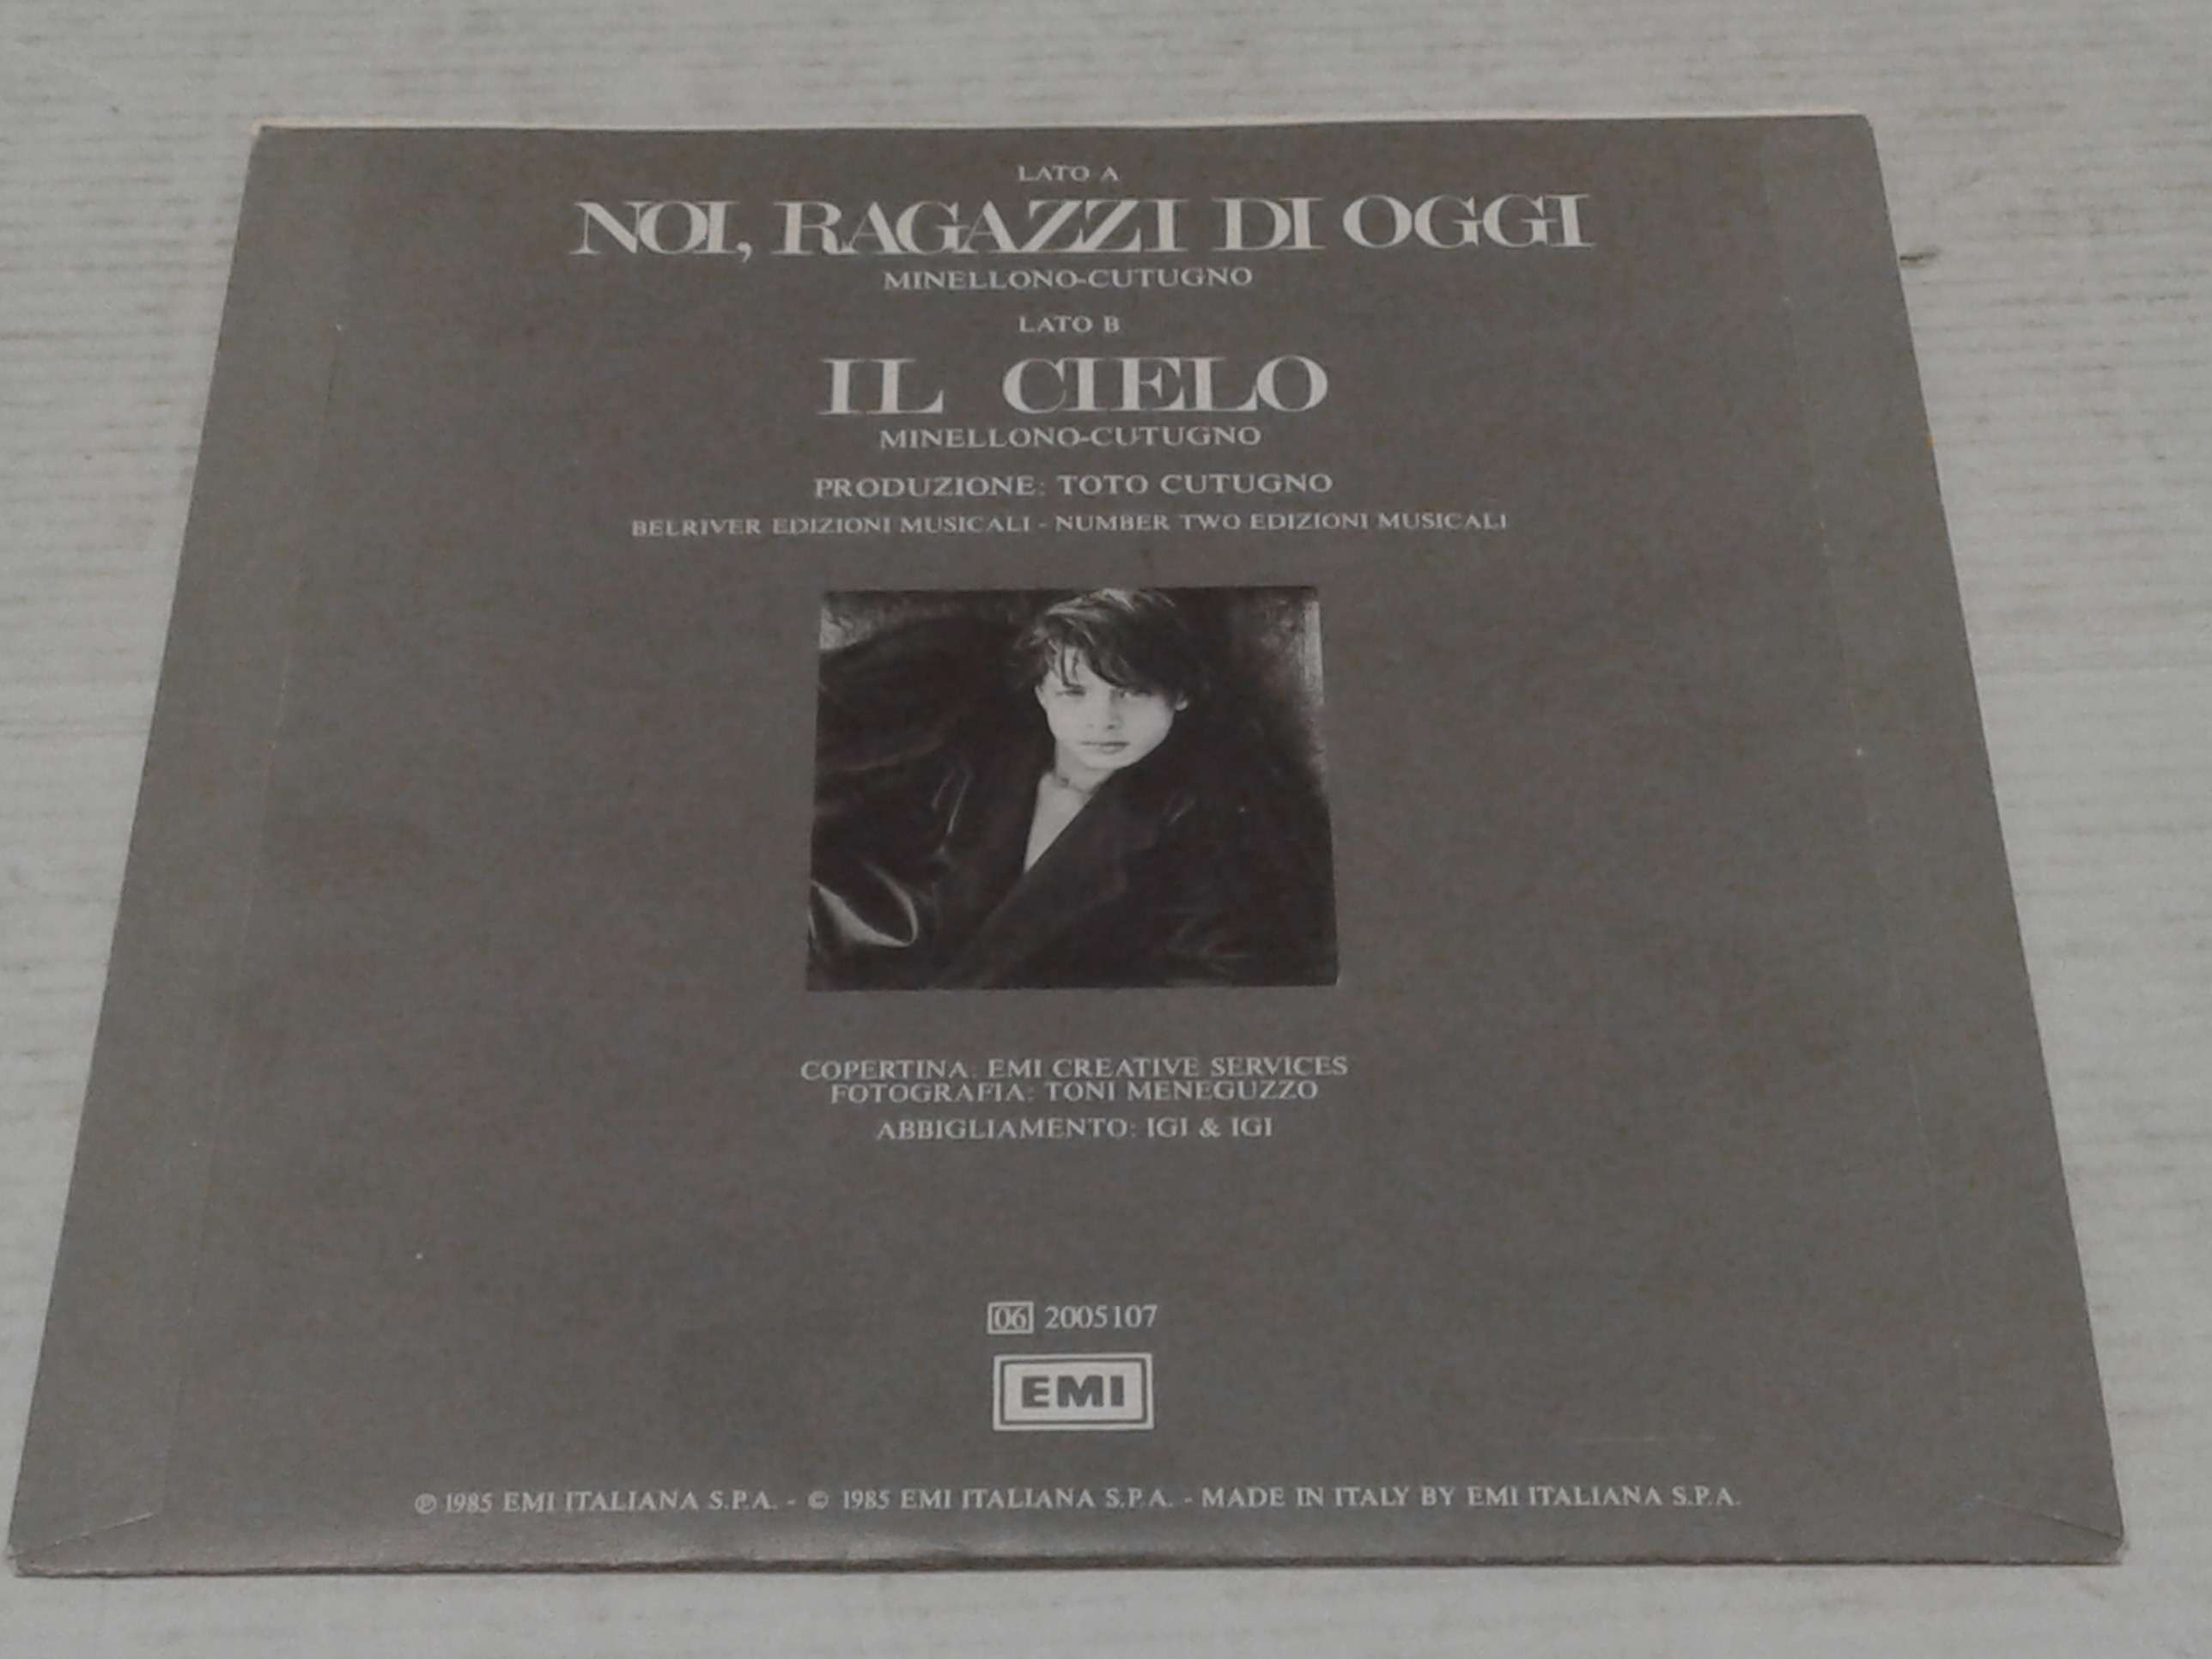 LATO A
NOI, RAGAZZI DI OGGI
MINELLONO-CUTUGNO
LATO B
IL CIELO
MINELLONO-CUTUGNO
PRODUZIONE: TOTO CUTUGNO
BELRIVER EDIZIONI MUSICALI - NUMBER TWO EDIZIONI MUSICALI
COPERTINA: EMI CREATIVE SERVICES
FOTOGRAFIA: TONI MENEGUZZO
ABBIGLIAMENTO: IGI & IGI
06 2005107
EMI
℗ 1985 EMI ITALIANA S.P.A. - © 1985 EMI ITALIANA S.P.A. - MADE IN ITALY BY EMI ITALIANA S.P.A.